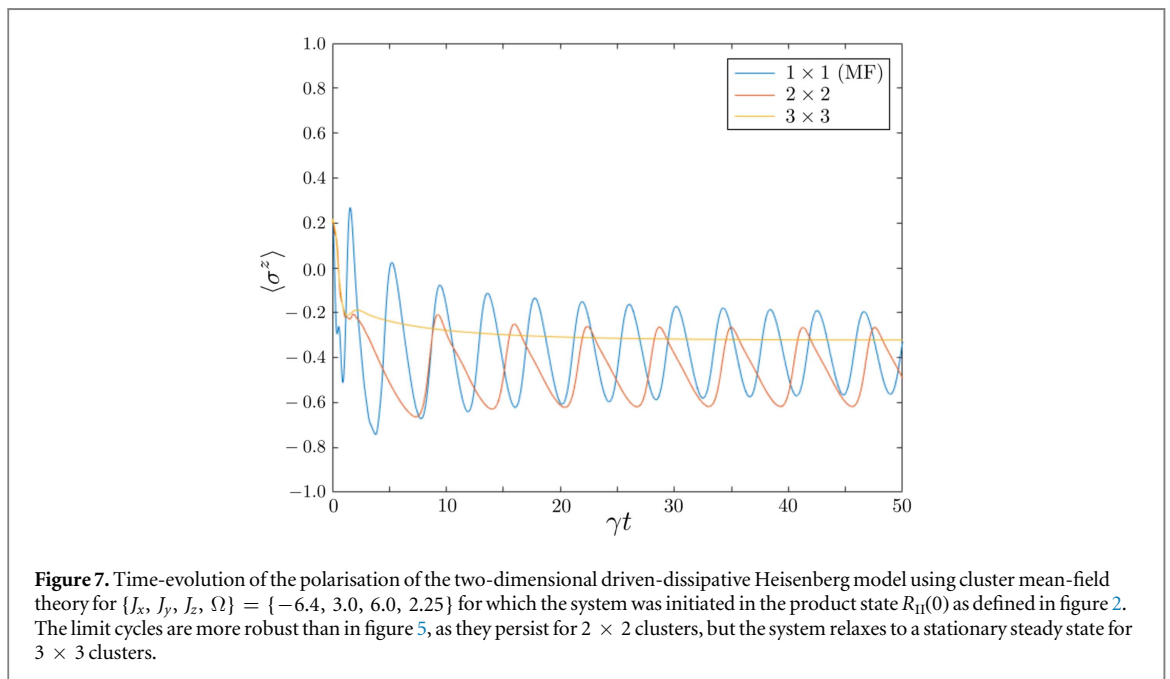 1.0
0.8
0.6
0.4
0.2
0.0
−0.2
−0.4
−0.6
−0.8
−1.0
⟨σᶻ⟩
1 × 1 (MF)
2 × 2
3 × 3
0 10 20 30 40 50
γt
Figure 7. Time-evolution of the polarisation of the two-dimensional driven-dissipative Heisenberg model using cluster mean-field
theory for {Jx, Jy, Jz, Ω} = {−6.4, 3.0, 6.0, 2.25} for which the system was initiated in the product state RII(0) as defined in figure 2.
The limit cycles are more robust than in figure 5, as they persist for 2 × 2 clusters, but the system relaxes to a stationary steady state for
3 × 3 clusters.